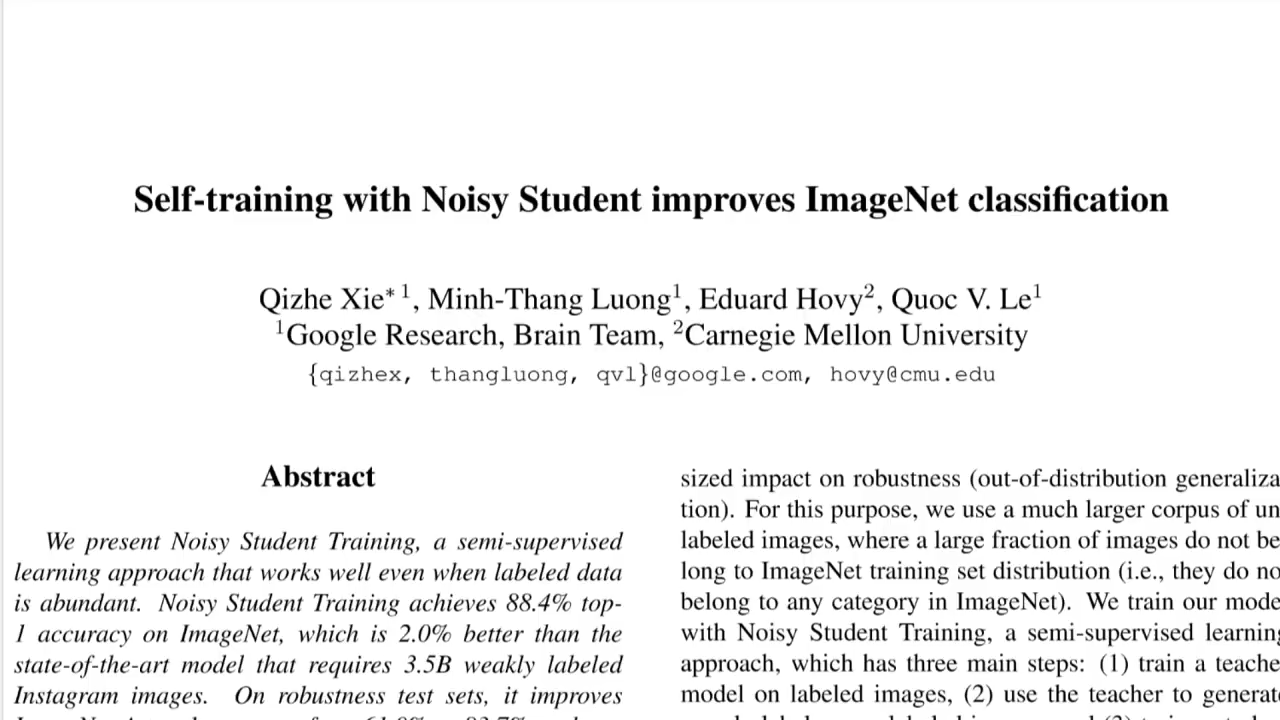 Self-training with Noisy Student improves ImageNet classification
Qizhe Xie* 1, Minh-Thang Luong1, Eduard Hovy2, Quoc V. Le1
1Google Research, Brain Team, 2Carnegie Mellon University
{qizhex, thangluong, qvl}@google.com, hovy@cmu.edu
Abstract
We present Noisy Student Training, a semi-supervised
learning approach that works well even when labeled data
is abundant. Noisy Student Training achieves 88.4% top-
1 accuracy on ImageNet, which is 2.0% better than the
state-of-the-art model that requires 3.5B weakly labeled
Instagram images. On robustness test sets, it improves
sized impact on robustness (out-of-distribution generaliza
tion). For this purpose, we use a much larger corpus of un
labeled images, where a large fraction of images do not be
long to ImageNet training set distribution (i.e., they do no
belong to any category in ImageNet). We train our mode
with Noisy Student Training, a semi-supervised learning
approach, which has three main steps: (1) train a teache
model on labeled images, (2) use the teacher to generat